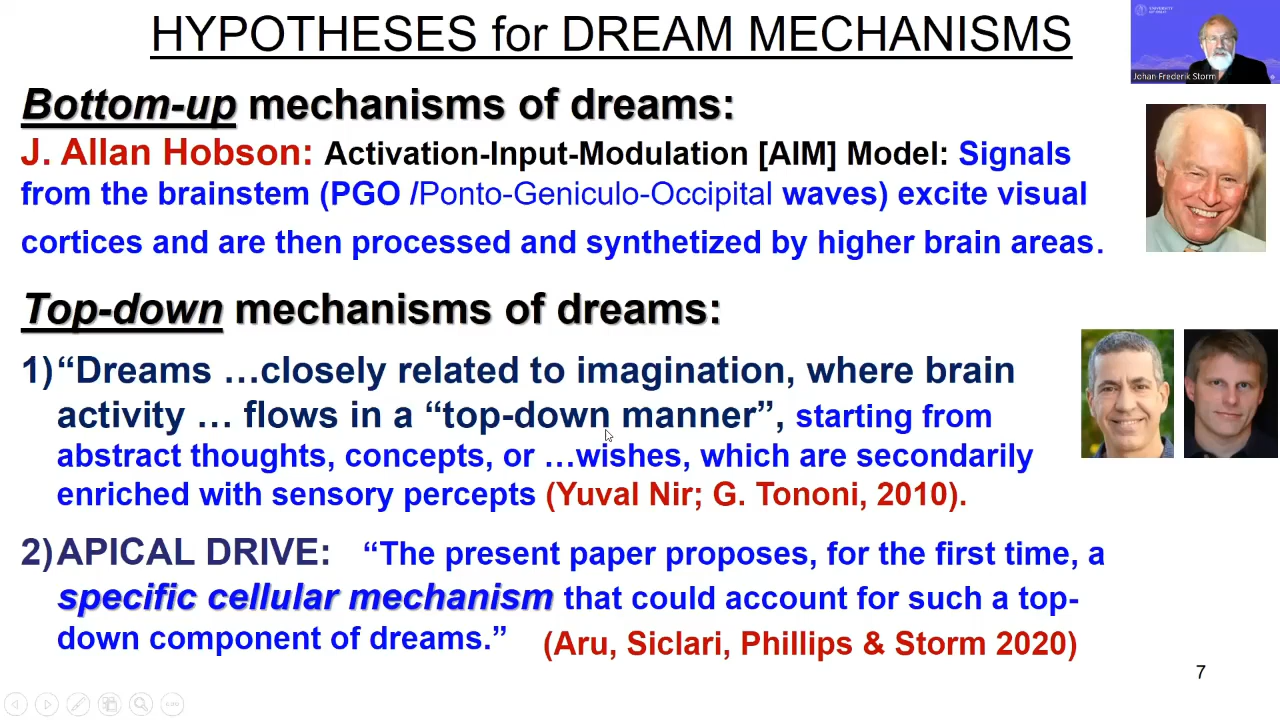 HYPOTHESES for DREAM MECHANISMS
UNIVERSITY
OF OSLO
Johan Frederik Storm
Bottom-up mechanisms of dreams:
J. Allan Hobson: Activation-Input-Modulation [AIM] Model: Signals
from the brainstem (PGO /Ponto-Geniculo-Occipital waves) excite visual
cortices and are then processed and synthetized by higher brain areas.
Top-down mechanisms of dreams:
1) “Dreams …closely related to imagination, where brain
activity … flows in a “top-down manner”, starting from
abstract thoughts, concepts, or …wishes, which are secondarily
enriched with sensory percepts (Yuval Nir; G. Tononi, 2010).
2) APICAL DRIVE: “The present paper proposes, for the first time, a
specific cellular mechanism that could account for such a top-
down component of dreams.” (Aru, Siclari, Phillips & Storm 2020)
7